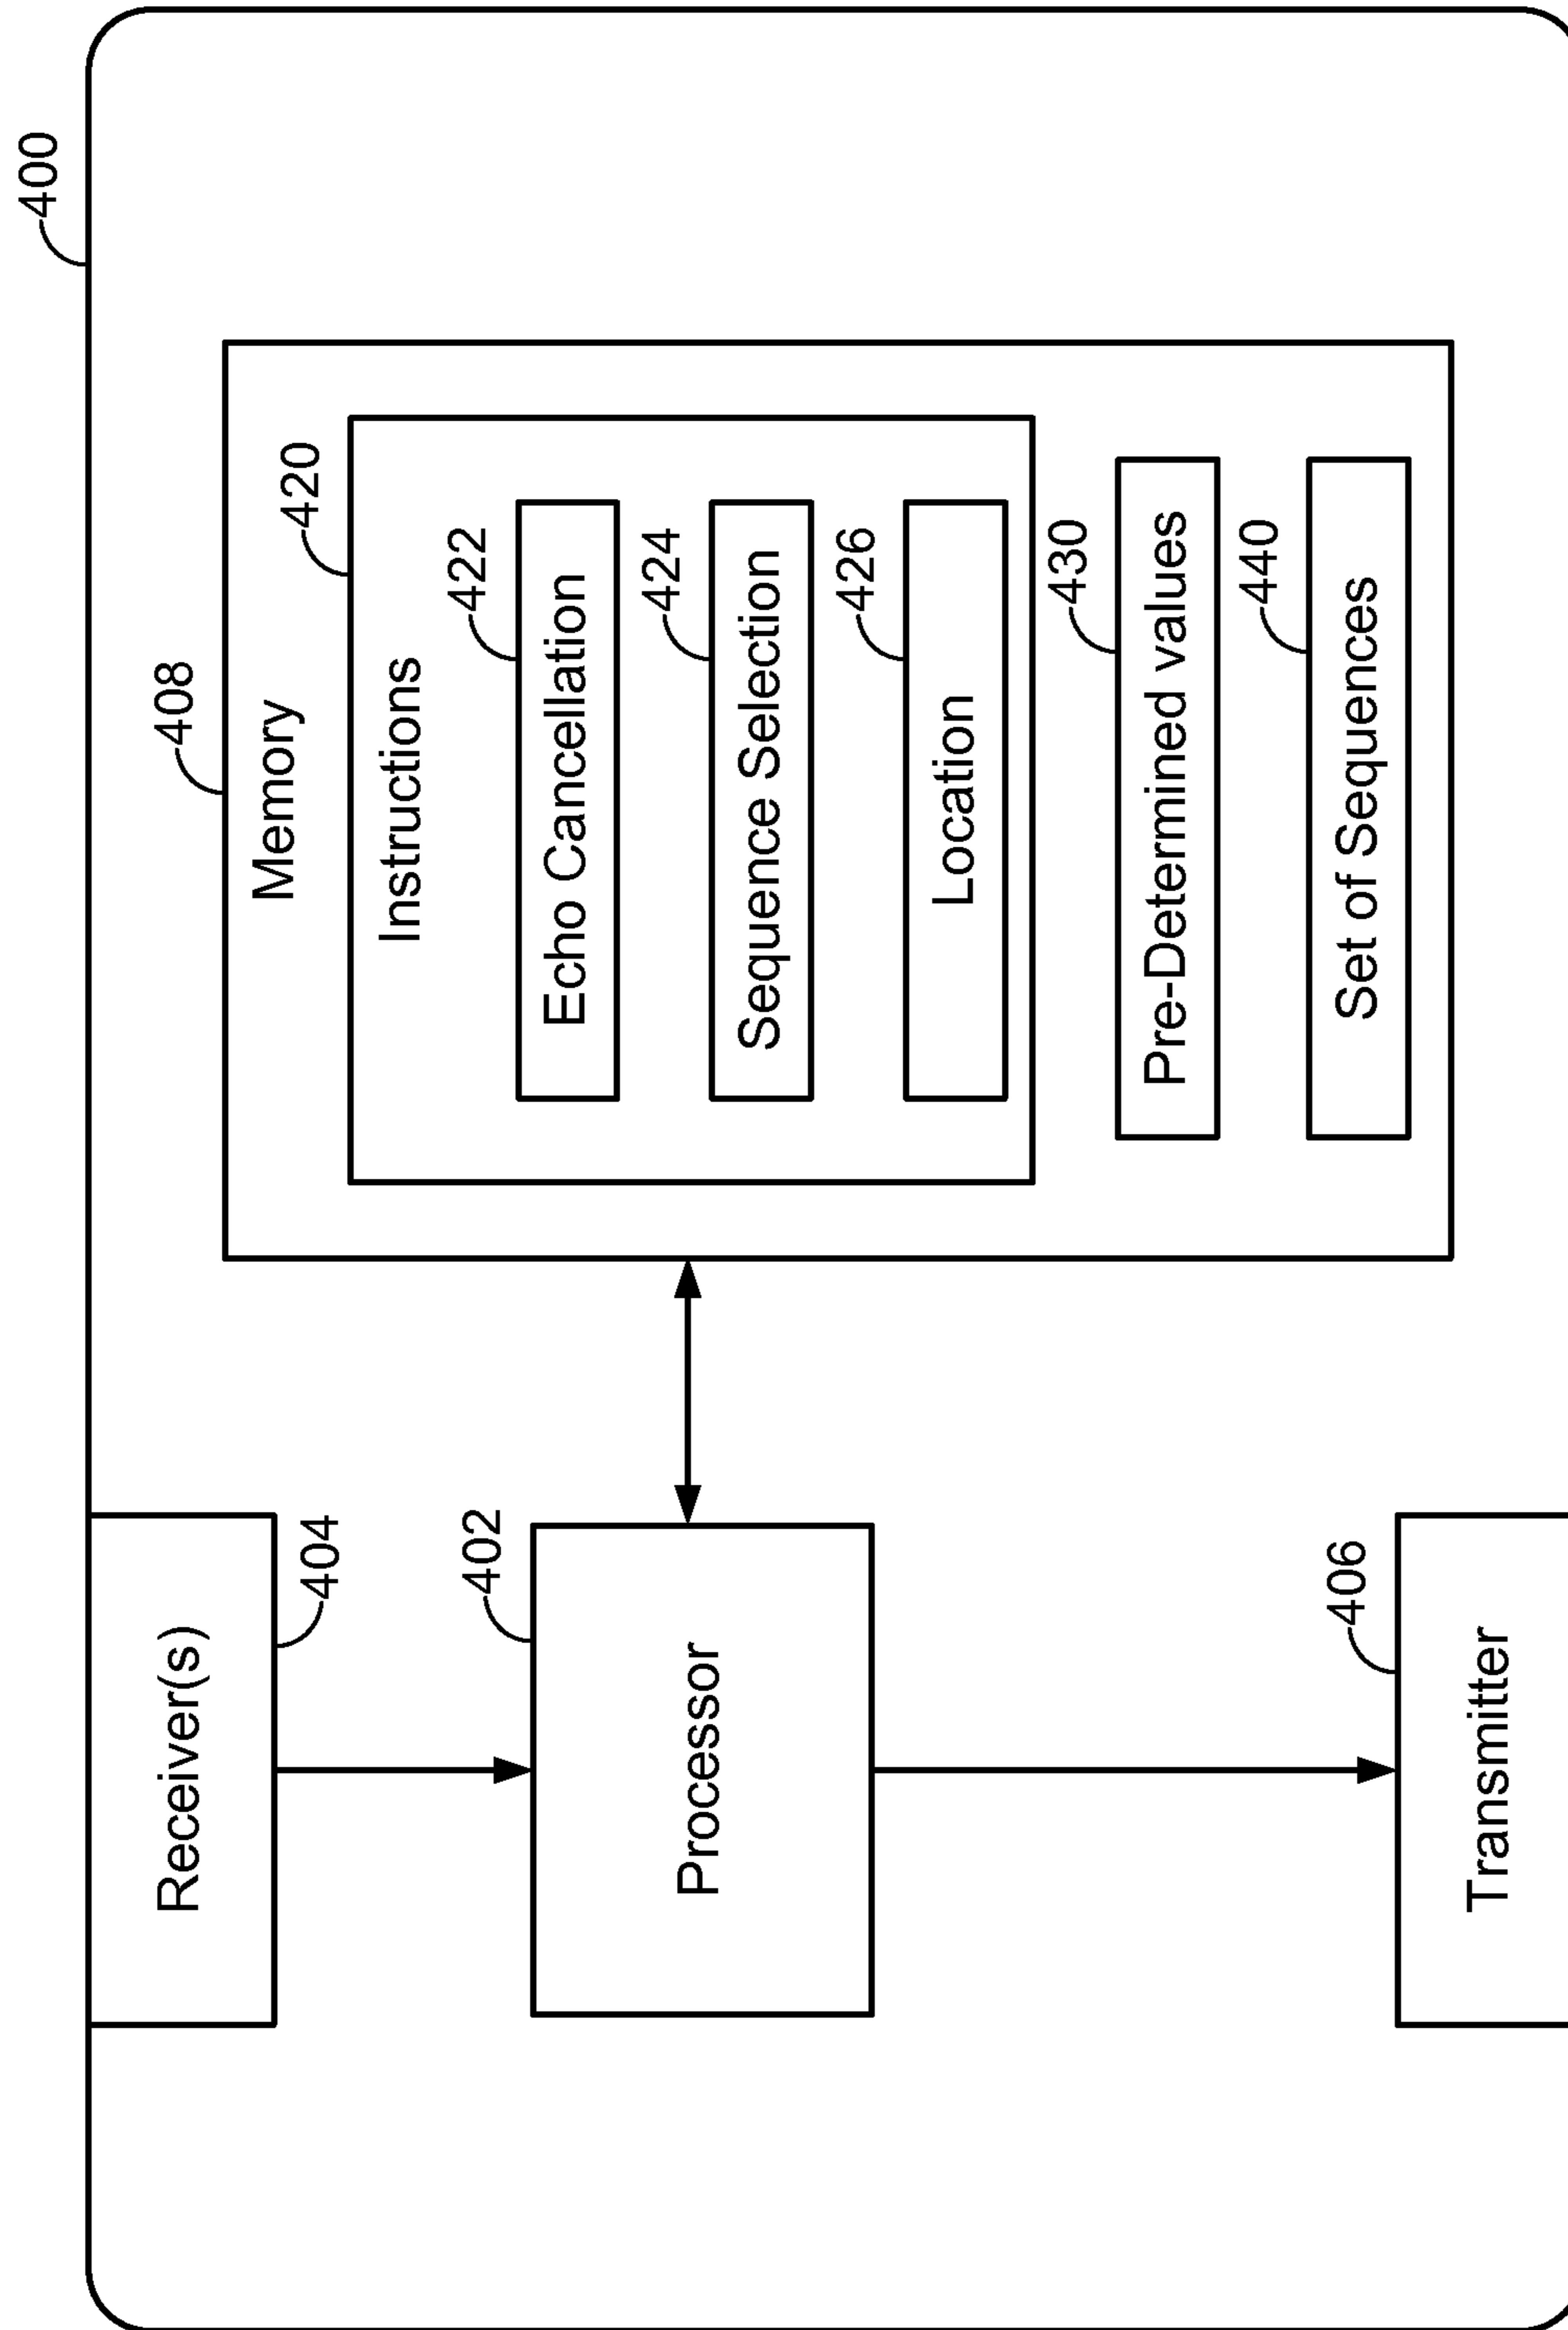 400
Receiver(s)
404
408
Memory
420
Instructions
422
Echo Cancellation
402
Processor
424
Sequence Selection
426
Location
430
Pre-Determined values
440
Set of Sequences
406
Transmitter